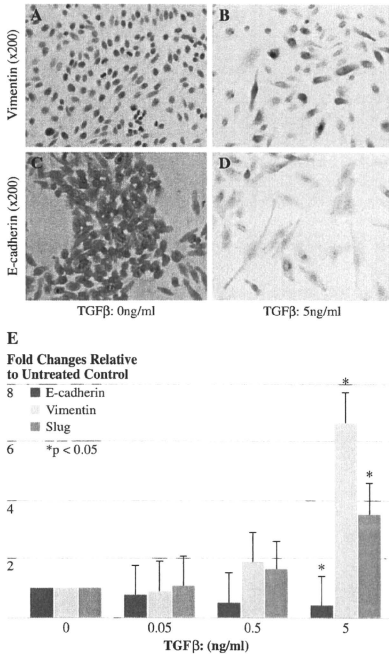 A
B
Vimentin (x200)
C
D
E-cadherin (x200)
TGFβ: 0ng/ml
TGFβ: 5ng/ml
E
Fold Changes Relative
to Untreated Control
8
E-cadherin
Vimentin
Slug
*p < 0.05
6
4
2
*
*
*
0
0.05
0.5
5
TGFβ: (ng/ml)